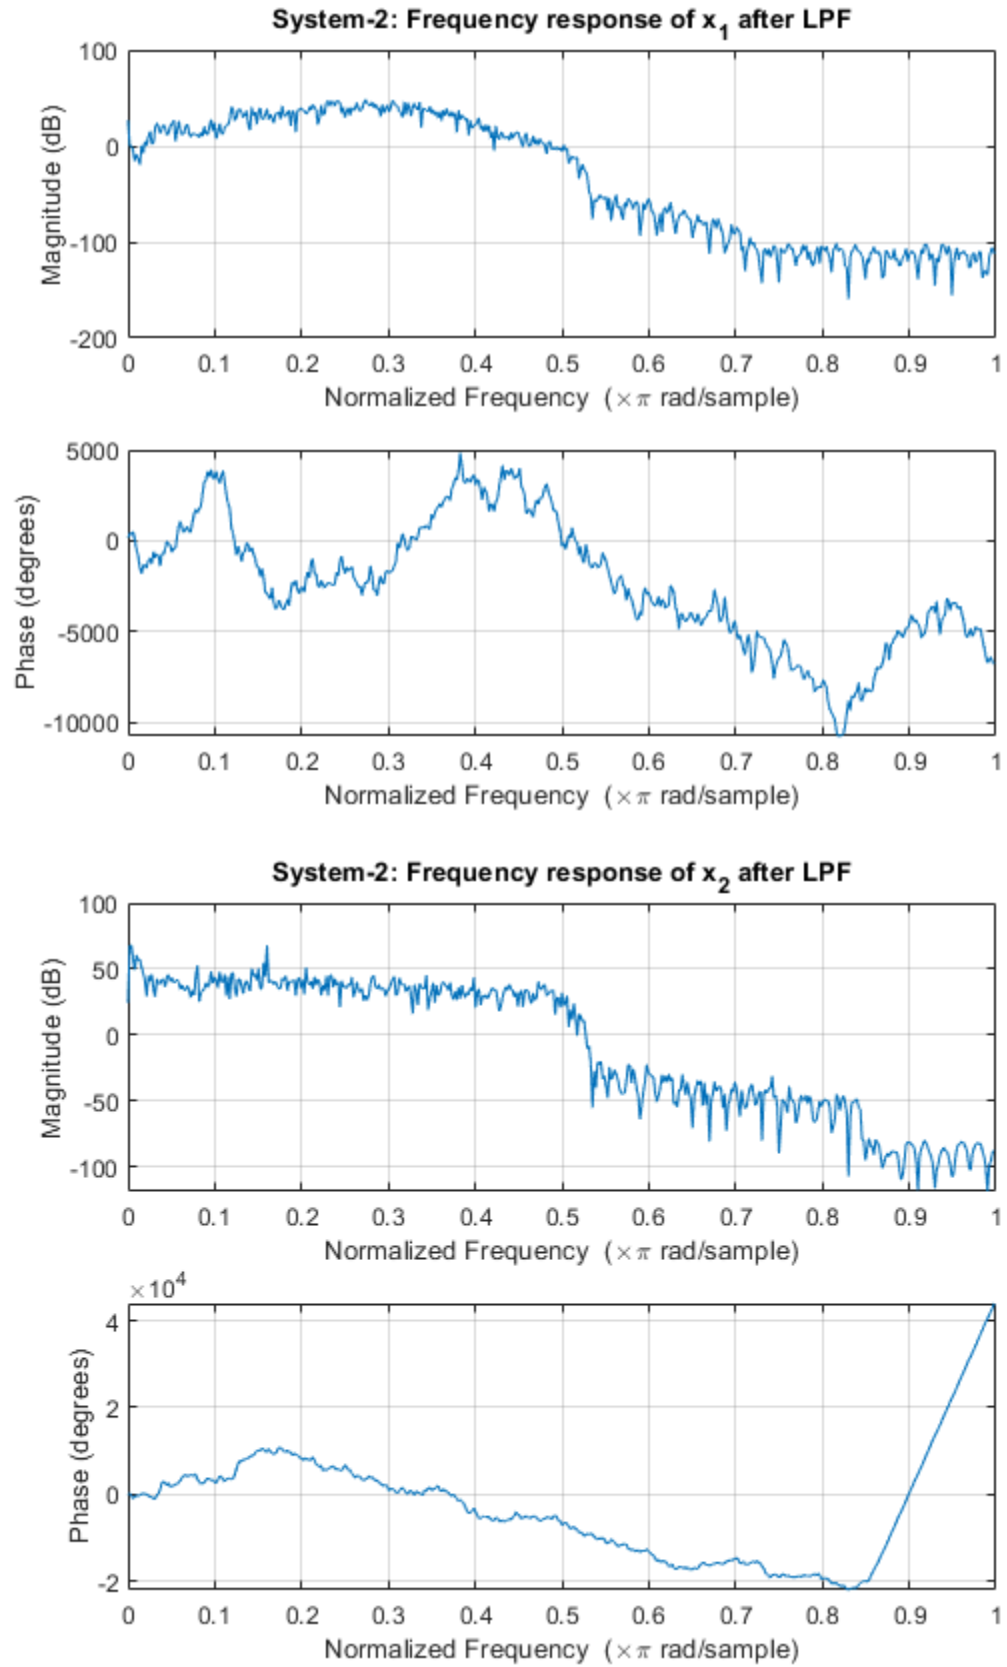 System-2: Frequency response of x1 after LPF
100
0
-100
-200
Magnitude (dB)
0 0.1 0.2 0.3 0.4 0.5 0.6 0.7 0.8 0.9 1
Normalized Frequency (×π rad/sample)
5000
0
-5000
-10000
Phase (degrees)
0 0.1 0.2 0.3 0.4 0.5 0.6 0.7 0.8 0.9 1
Normalized Frequency (×π rad/sample)
System-2: Frequency response of x2 after LPF
100
50
0
-50
-100
Magnitude (dB)
0 0.1 0.2 0.3 0.4 0.5 0.6 0.7 0.8 0.9 1
Normalized Frequency (×π rad/sample)
×10^4
4
2
0
-2
Phase (degrees)
0 0.1 0.2 0.3 0.4 0.5 0.6 0.7 0.8 0.9 1
Normalized Frequency (×π rad/sample)